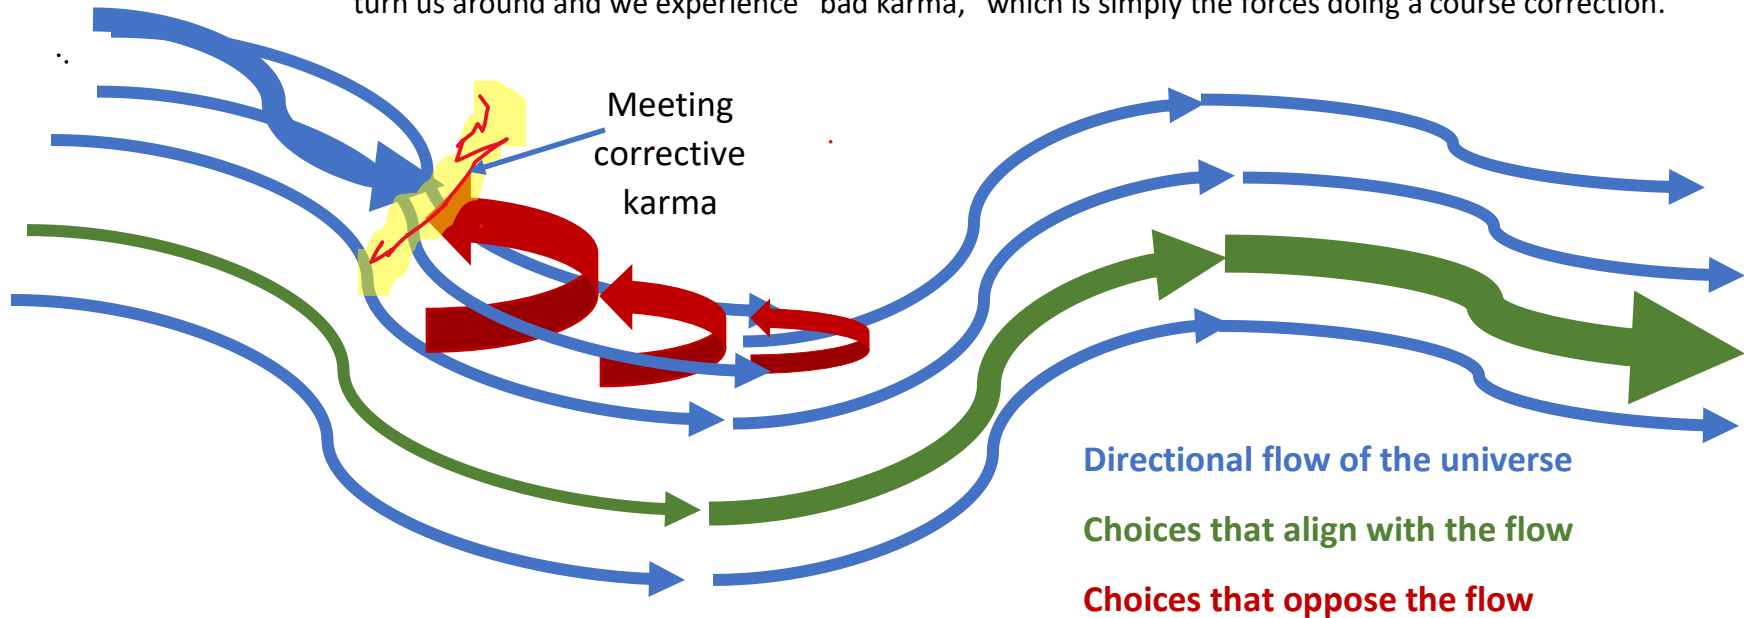 turn us around and we experience "bad karma," which is simply the forces doing a course correction.
Meeting
corrective
karma
Directional flow of the universe
Choices that align with the flow
Choices that oppose the flow